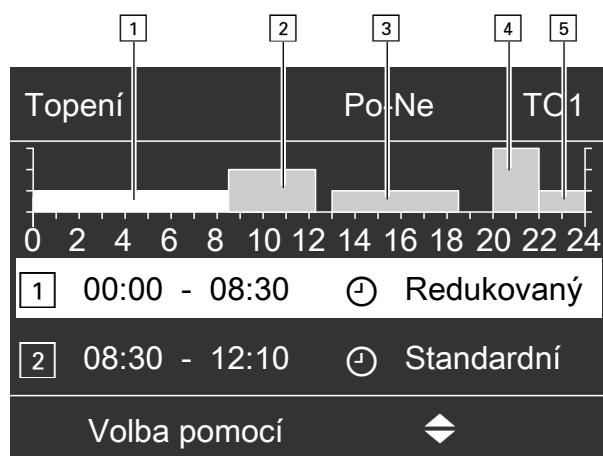 1 2 3 4 5
Topení Po-Ne TO1
0 2 4 6 8 10 12 14 16 18 20 22 24
1 00:00 - 08:30 Redukovaný
2 08:30 - 12:10 Standardní
Volba pomocí